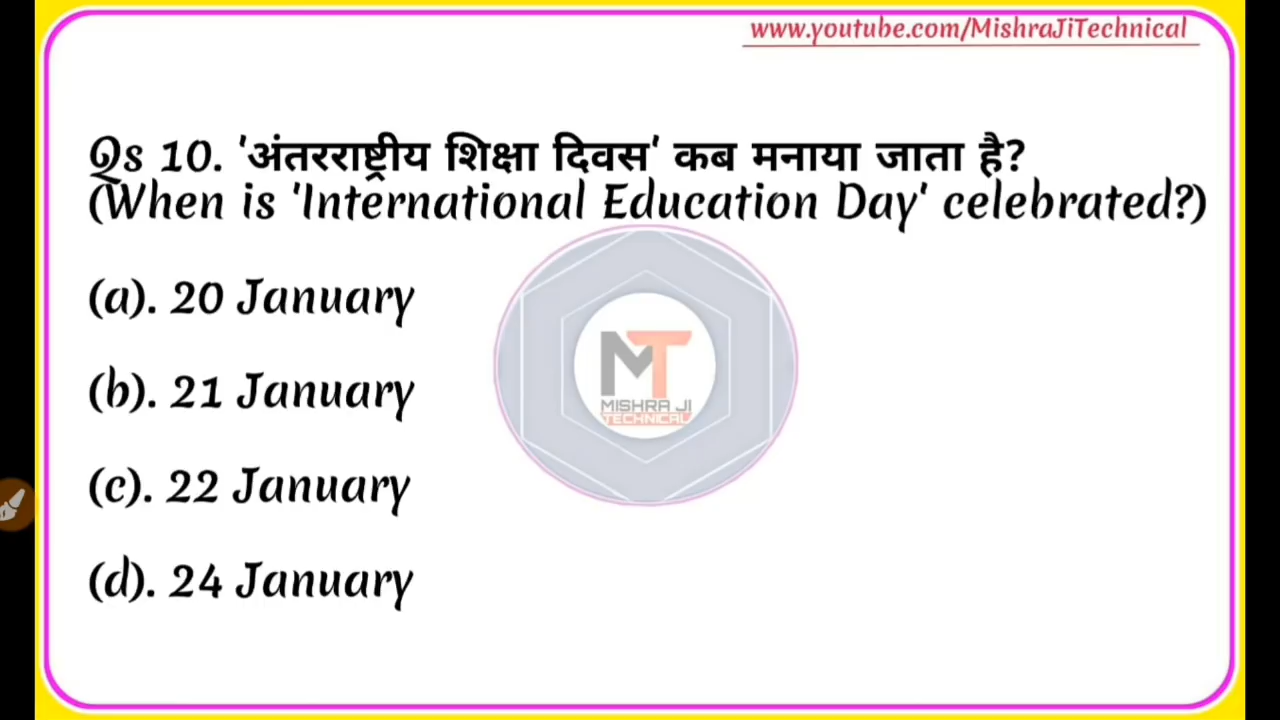 www.youtube.com/MishraJiTechnical
Qs 10. 'अंतरराष्ट्रीय शिक्षा दिवस' कब मनाया जाता है?
(When is 'International Education Day' celebrated?)
(a). 20 January
(b). 21 January
MT
MISHRA JI
TECHNICAL
(c). 22 January
(d). 24 January